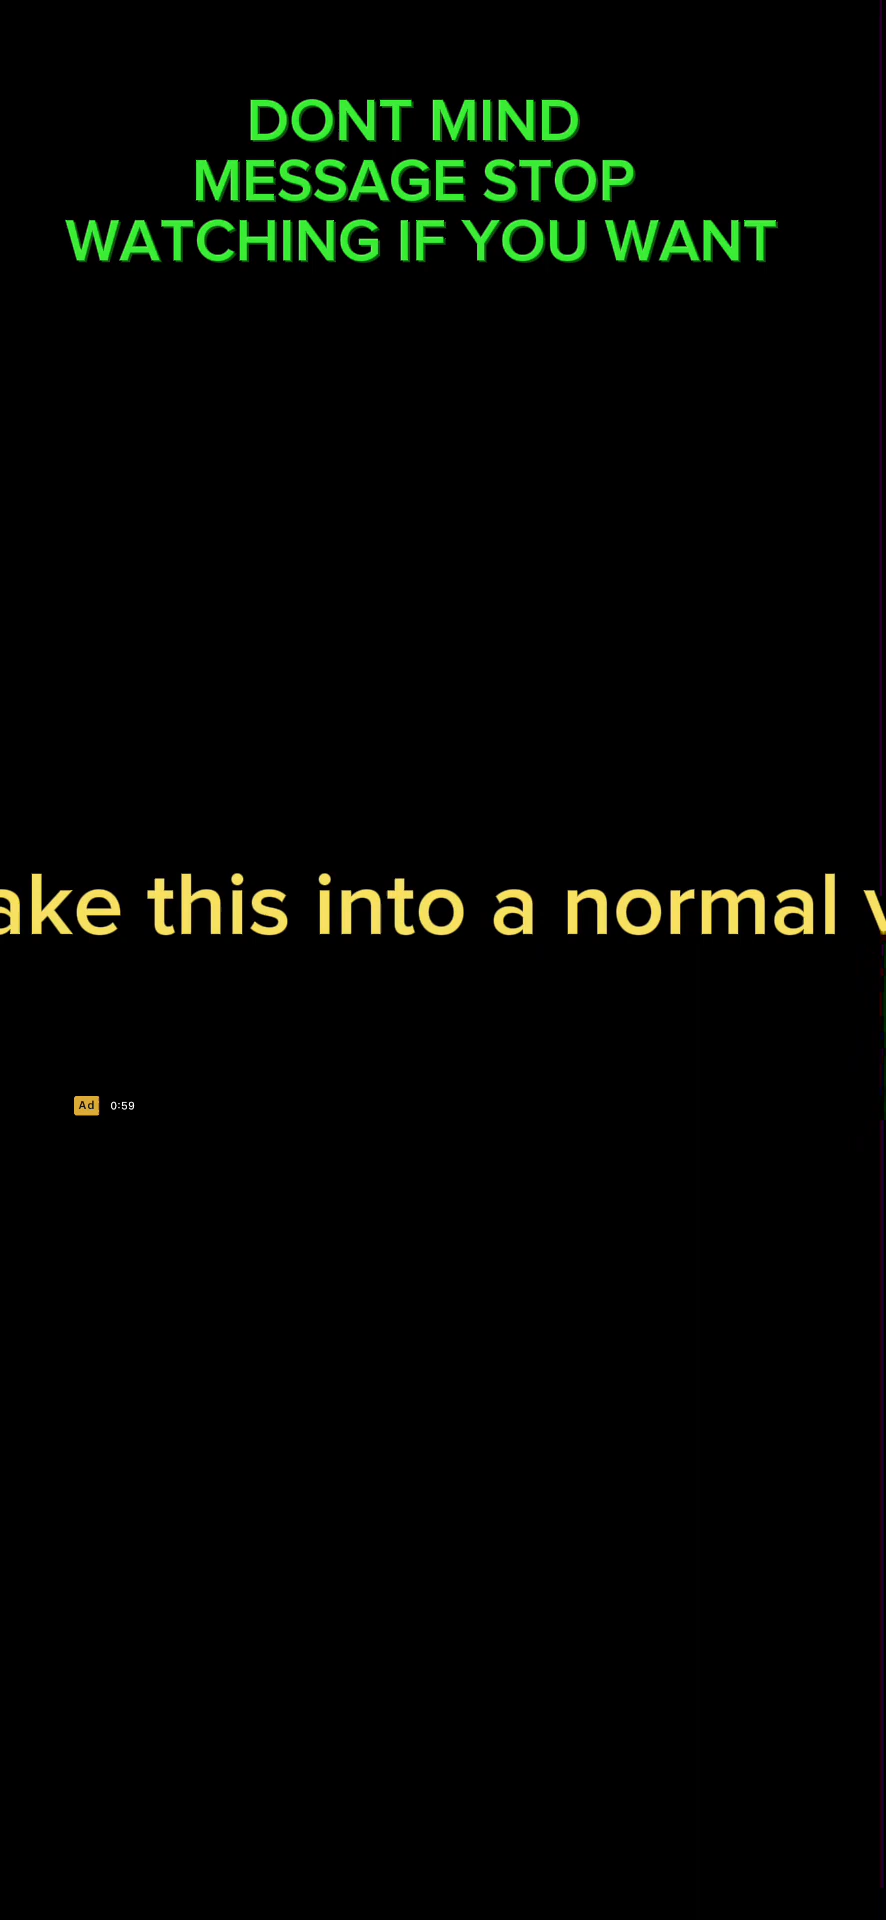 DONT MIND
MESSAGE STOP
WATCHING IF YOU WANT
ake this into a normal
Ad 0:59